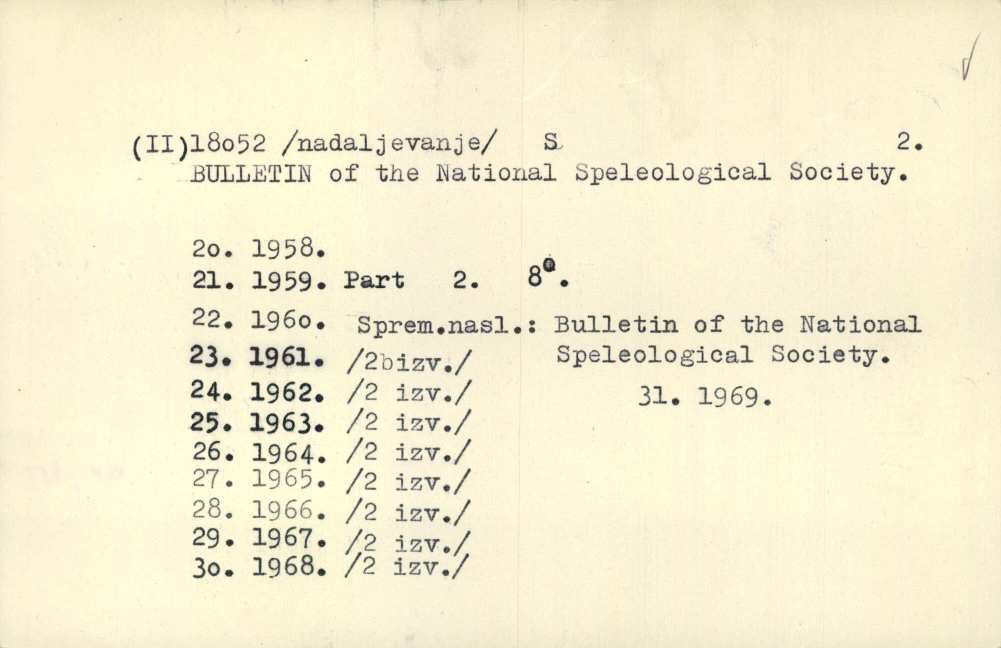 (II)18o52 /nadaljevanje/ S 2.
BULLETIN of the National Speleological Society.
2o. 1958.
21. 1959. Part 2. 8°.
22. 196o. Sprem.nasl.: Bulletin of the National
Speleological Society.
23. 1961. /2bizv./
24. 1962. /2 izv./
31. 1969.
25. 1963. /2 izv./
26. 1964. /2 izv./
27. 1965. /2 izv./
28. 1966. /2 izv./
29. 1967. /2 izv./
3o. 1968. /2 izv./